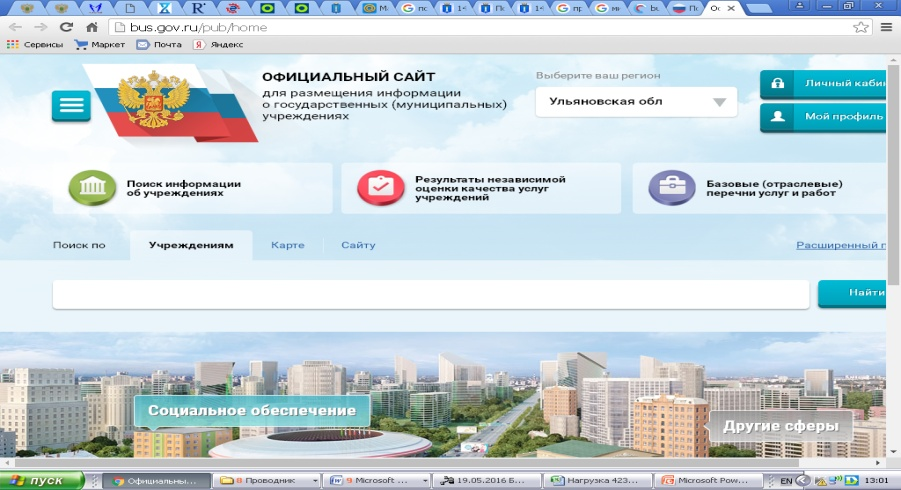 bus.gov.ru/pub/home
Сервисы Маркет Почта Яндекс
ОФИЦИАЛЬНЫЙ САЙТ
для размещения информации
о государственных (муниципальных)
учреждениях
Выберите ваш регион
Ульяновская обл
Личный каби
Мой профиль
Поиск информации
об учреждениях
Результаты независимой
оценки качества услуг
учреждений
Базовые (отраслевые)
перечни услуг и работ
Поиск по Учреждениям Карте Сайту Расширенный п
Найти
Социальное обеспечение
Другие сферы
пуск Официальны... 8 Проводник 9 Microsoft ... 19.05.2016 Б... Нагрузка 423... Microsoft Pow... EN 13:01